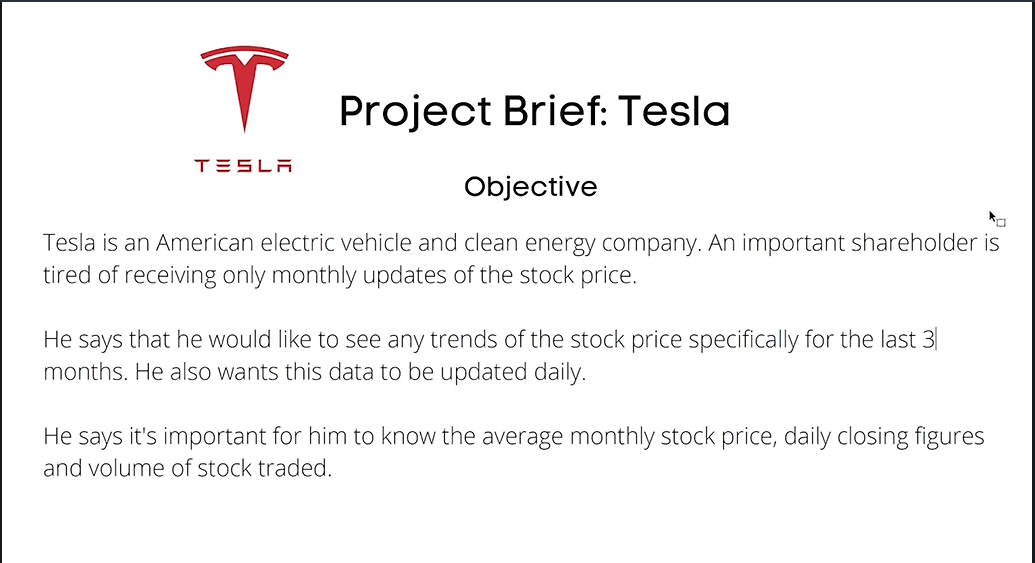 Project Brief: Tesla
TESLA
Objective
Tesla is an American electric vehicle and clean energy company. An important shareholder is
tired of receiving only monthly updates of the stock price.
He says that he would like to see any trends of the stock price specifically for the last 3
months. He also wants this data to be updated daily.
He says it's important for him to know the average monthly stock price, daily closing figures
and volume of stock traded.